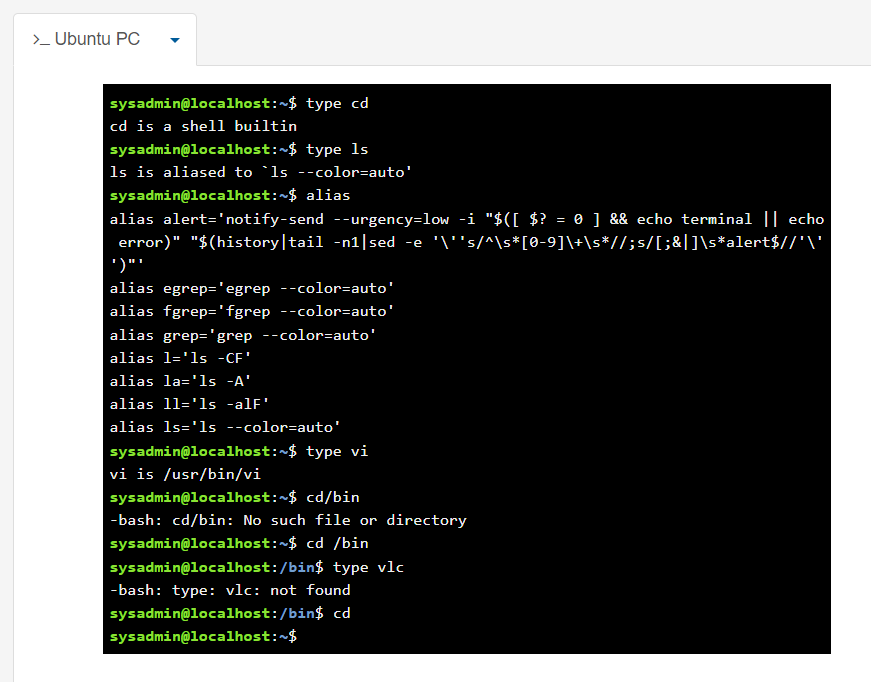 >_ Ubuntu PC
sysadmin@localhost:~$ type cd
cd is a shell builtin
sysadmin@localhost:~$ type ls
ls is aliased to `ls --color=auto'
sysadmin@localhost:~$ alias
alias alert='notify-send --urgency=low -i "$([ $? = 0 ] && echo terminal || echo
 error)" "$(history|tail -n1|sed -e '\''s/^\s*[0-9]\+\s*//;s/[;&|]\s*alert$//'\'
')"'
alias egrep='egrep --color=auto'
alias fgrep='fgrep --color=auto'
alias grep='grep --color=auto'
alias l='ls -CF'
alias la='ls -A'
alias ll='ls -alF'
alias ls='ls --color=auto'
sysadmin@localhost:~$ type vi
vi is /usr/bin/vi
sysadmin@localhost:~$ cd/bin
-bash: cd/bin: No such file or directory
sysadmin@localhost:~$ cd /bin
sysadmin@localhost:/bin$ type vlc
-bash: type: vlc: not found
sysadmin@localhost:/bin$ cd
sysadmin@localhost:~$